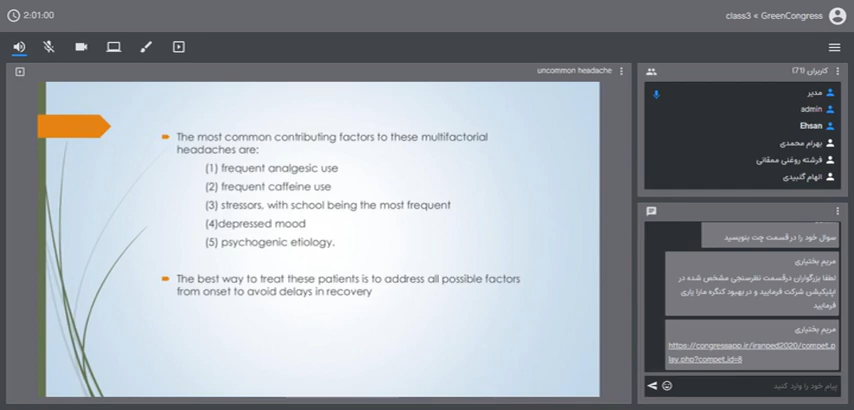 2:01:00
class3 « GreenCongress
uncommon headache
The most common contributing factors to these multifactorial
headaches are:
(1) frequent analgesic use
(2) frequent caffeine use
(3) stressors, with school being the most frequent
(4)depressed mood
(5) psychogenic etiology.
The best way to treat these patients is to address all possible factors
from onset to avoid delays in recovery
کاربران (71)
مدیر
admin
Ehsan
بهرام محمدی
فرشته روغنی ممقانی
الهام گلبیدی
سوال خود را در قسمت چت بنویسید
مریم بختیاری
لطفا بزرگواران درقسمت نظرسنجی مشخص شده در
اپلیکیشن شرکت فرمایید و در بهبود کنگره مارا یاری
فرمایید
مریم بختیاری
https://congressapp.ir/iranped2020/compet.p
lay.php?compet_id=8
پیام خود را وارد کنید